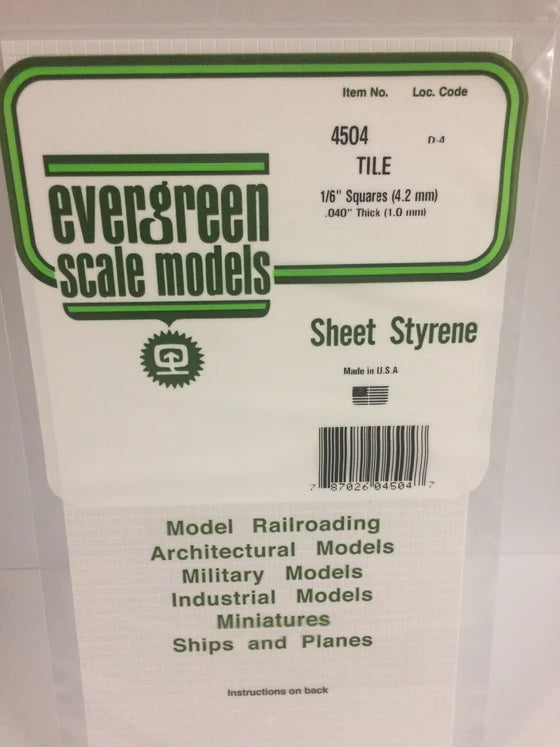 Item No. Loc. Code
4504 D-4
TILE
1/6" Squares (4.2 mm)
.040" Thick (1.0 mm)
evergreen
scale models
Sheet Styrene
Made in U.S.A
7 87026 04504 7
Model Railroading
Architectural Models
Military Models
Industrial Models
Miniatures
Ships and Planes
Instructions on back